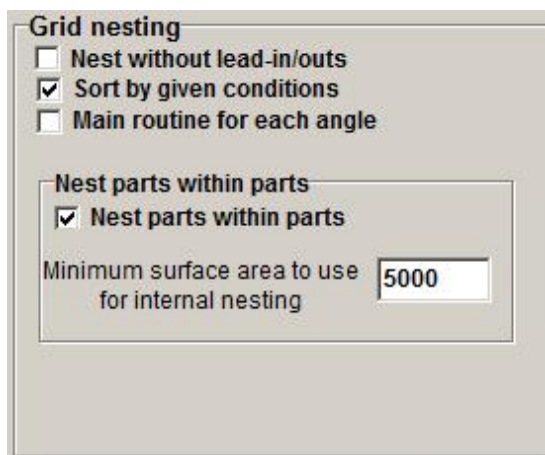 Grid nesting
Nest without lead-in/outs
Sort by given conditions
Main routine for each angle
Nest parts within parts
Nest parts within parts
Minimum surface area to use
for internal nesting
5000